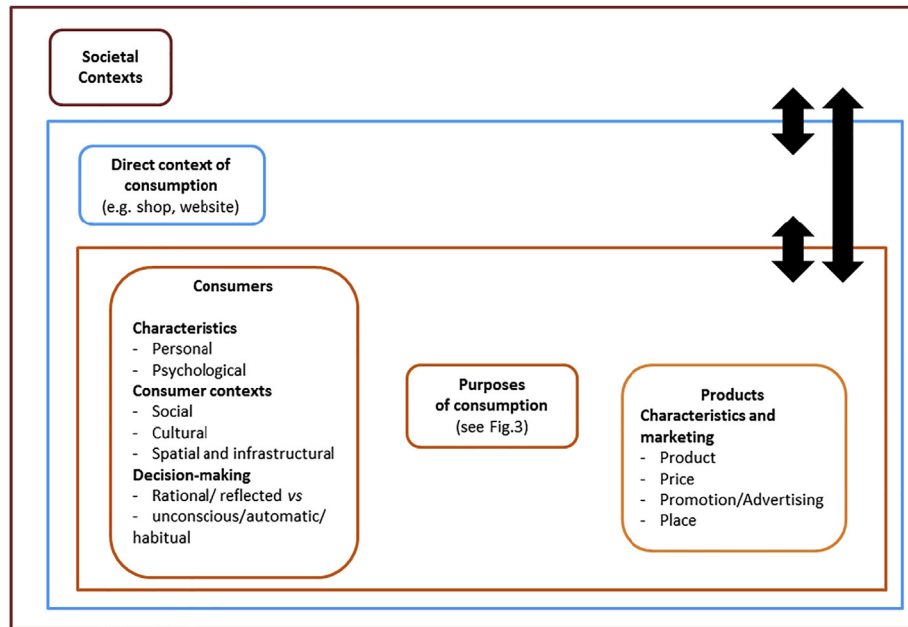 Societal
Contexts
Direct context of
consumption
(e.g. shop, website)
Consumers
Characteristics
- Personal
- Psychological
Consumer contexts
- Social
- Cultural
- Spatial and infrastructural
Decision-making
- Rational/ reflected vs
- unconscious/automatic/
habitual
Purposes
of consumption
(see Fig.3)
Products
Characteristics and
marketing
- Product
- Price
- Promotion/Advertising
- Place